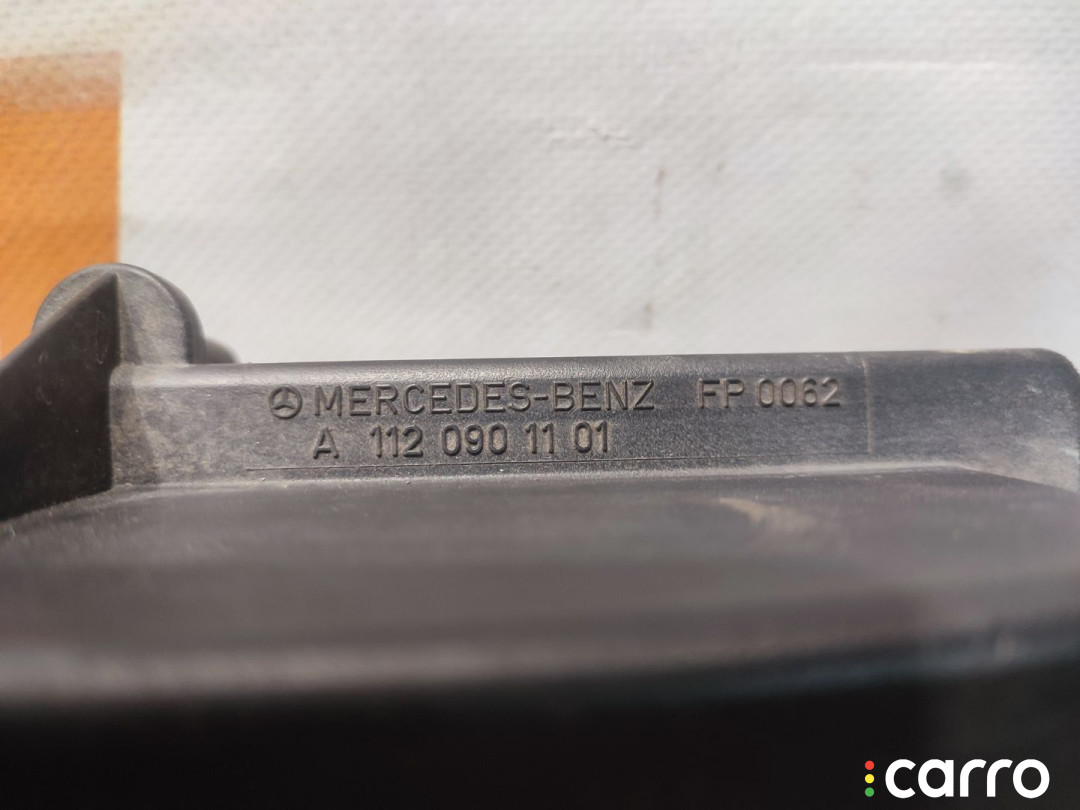 MERCEDES-BENZ FP 0062
A 112 090 11 01
carro